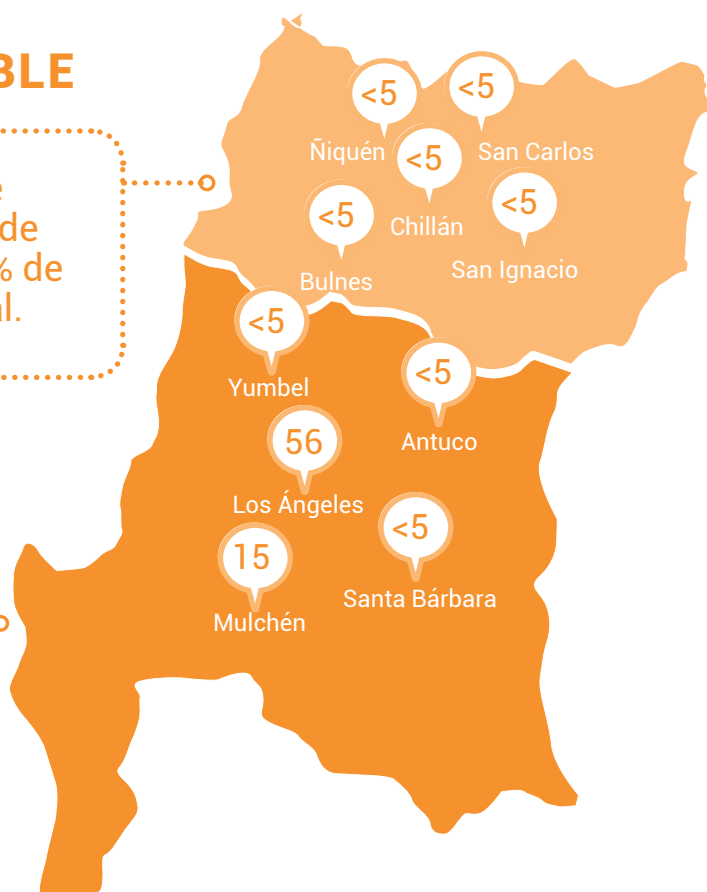 BLE
e
de
% de
l.
<5
Ñiquén
<5
San Carlos
<5
Chillán
<5
San Ignacio
<5
Bulnes
<5
Yumbel
<5
Antuco
56
Los Ángeles
<5
Santa Bárbara
15
Mulchén